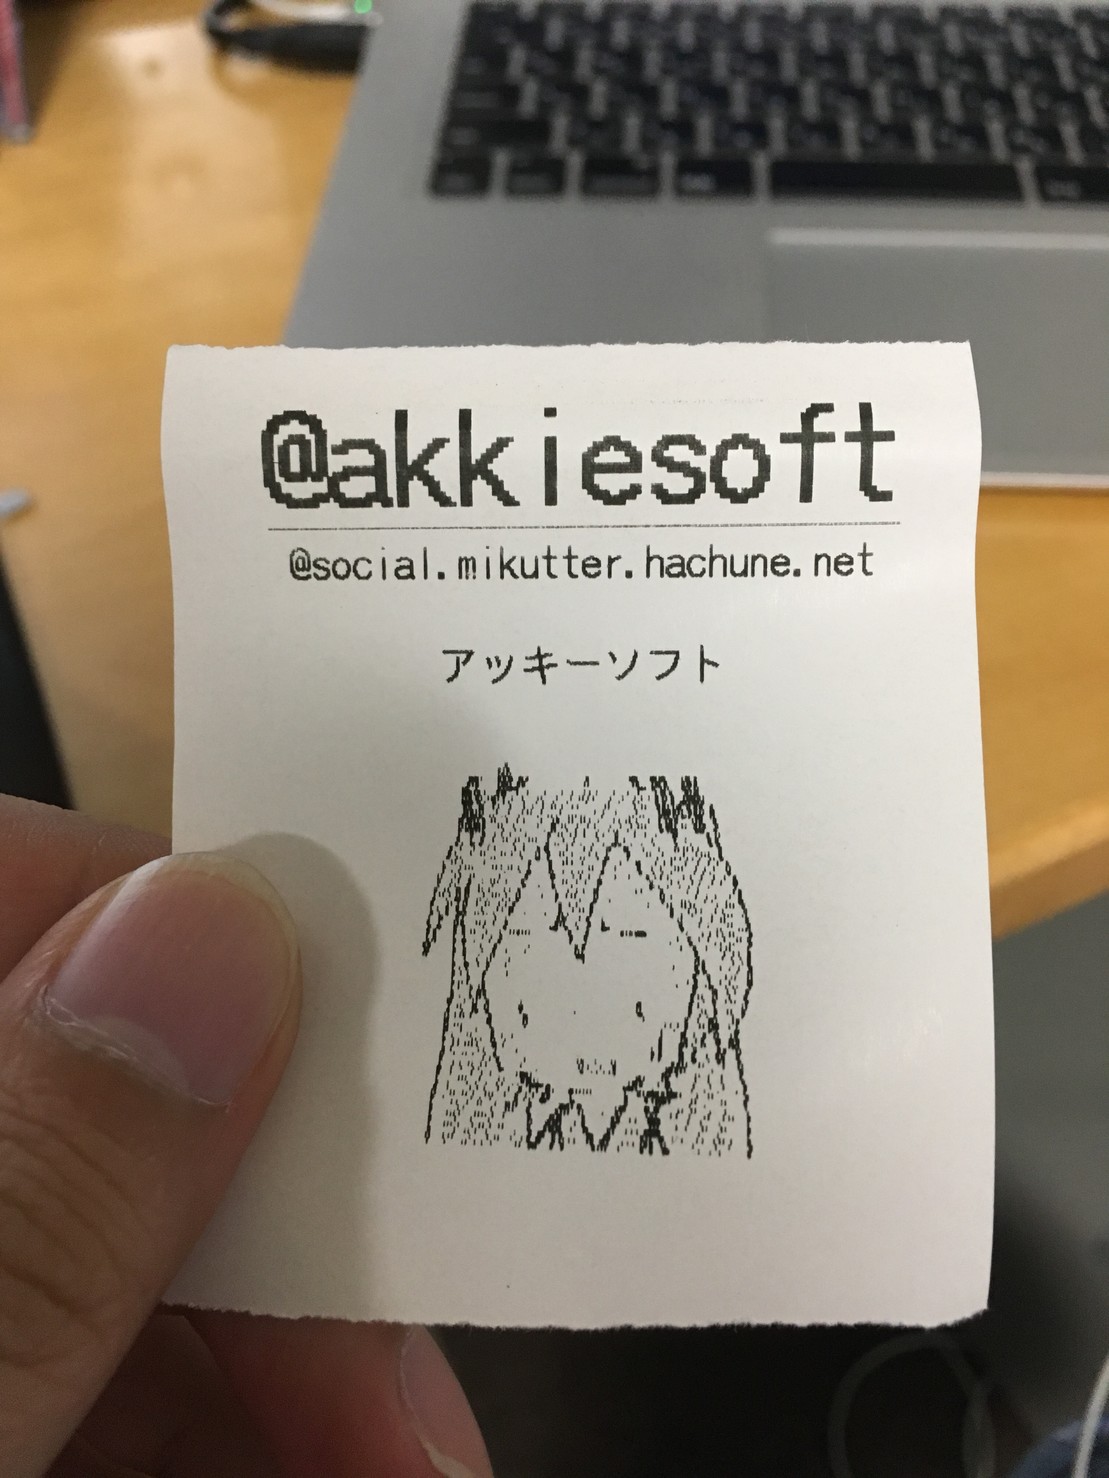 @akkiesoft
@social.mikutter.hachune.net
アッキーソフト